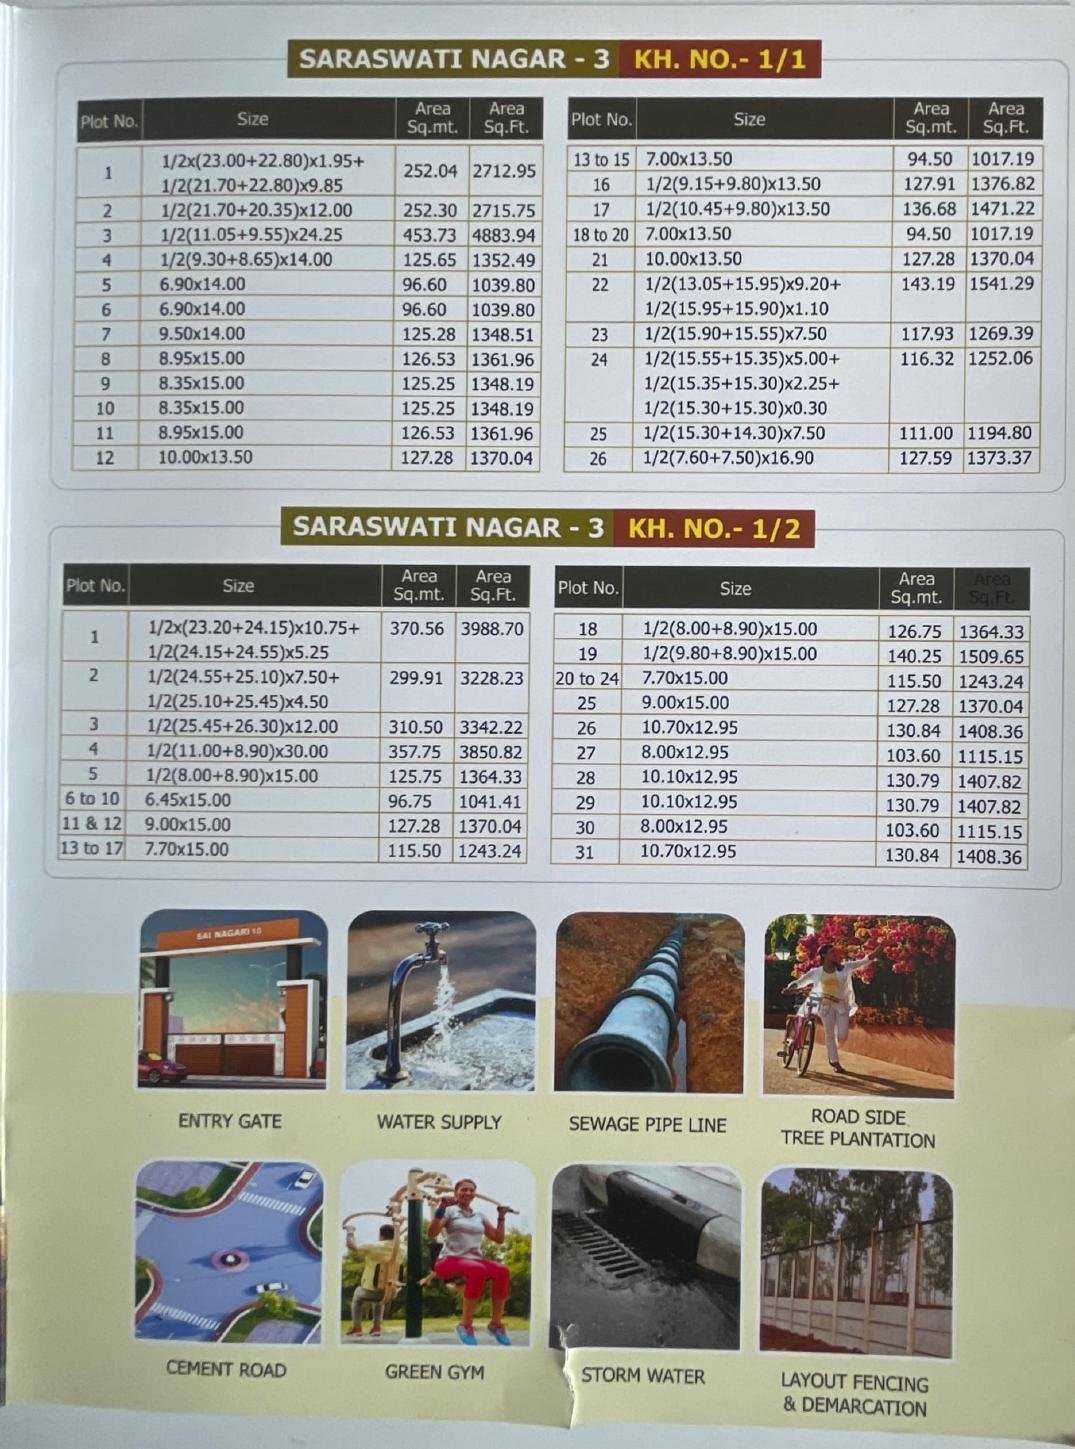 SARASWATI NAGAR - 3 KH. NO.- 1/1
Plot No. Size Area Sq.mt. Area Sq.Ft.
1 1/2x(23.00+22.80)x1.95+ 252.04 2712.95
1/2(21.70+22.80)x9.85
2 1/2(21.70+20.35)x12.00 252.30 2715.75
3 1/2(11.05+9.55)x24.25 453.73 4883.94
4 1/2(9.30+8.65)x14.00 125.65 1352.49
5 6.90x14.00 96.60 1039.80
6 6.90x14.00 96.60 1039.80
7 9.50x14.00 125.28 1348.51
8 8.95x15.00 126.53 1361.96
9 8.35x15.00 125.25 1348.19
10 8.35x15.00 125.25 1348.19
11 8.95x15.00 126.53 1361.96
12 10.00x13.50 127.28 1370.04
Plot No. Size Area Sq.mt. Area Sq.Ft.
13 to 15 7.00x13.50 94.50 1017.19
16 1/2(9.15+9.80)x13.50 127.91 1376.82
17 1/2(10.45+9.80)x13.50 136.68 1471.22
18 to 20 7.00x13.50 94.50 1017.19
21 10.00x13.50 127.28 1370.04
22 1/2(13.05+15.95)x9.20+ 143.19 1541.29
1/2(15.95+15.90)x1.10
23 1/2(15.90+15.55)x7.50 117.93 1269.39
24 1/2(15.55+15.35)x5.00+ 116.32 1252.06
1/2(15.35+15.30)x2.25+
1/2(15.30+15.30)x0.30
25 1/2(15.30+14.30)x7.50 111.00 1194.80
26 1/2(7.60+7.50)x16.90 127.59 1373.37
SARASWATI NAGAR - 3 KH. NO.- 1/2
Plot No. Size Area Sq.mt. Area Sq.Ft.
1 1/2x(23.20+24.15)x10.75+ 370.56 3988.70
1/2(24.15+24.55)x5.25
2 1/2(24.55+25.10)x7.50+ 299.91 3228.23
1/2(25.10+25.45)x4.50
3 1/2(25.45+26.30)x12.00 310.50 3342.22
4 1/2(11.00+8.90)x30.00 357.75 3850.82
5 1/2(8.00+8.90)x15.00 125.75 1364.33
6 to 10 6.45x15.00 96.75 1041.41
11 & 12 9.00x15.00 127.28 1370.04
13 to 17 7.70x15.00 115.50 1243.24
Plot No. Size Area Sq.mt. Area Sq.Ft.
18 1/2(8.00+8.90)x15.00 126.75 1364.33
19 1/2(9.80+8.90)x15.00 140.25 1509.65
20 to 24 7.70x15.00 115.50 1243.24
25 9.00x15.00 127.28 1370.04
26 10.70x12.95 130.84 1408.36
27 8.00x12.95 103.60 1115.15
28 10.10x12.95 130.79 1407.82
29 10.10x12.95 130.79 1407.82
30 8.00x12.95 103.60 1115.15
31 10.70x12.95 130.84 1408.36
SAI NAGARI 10
ENTRY GATE
WATER SUPPLY
SEWAGE PIPE LINE
ROAD SIDE
TREE PLANTATION
CEMENT ROAD
GREEN GYM
STORM WATER
LAYOUT FENCING
& DEMARCATION